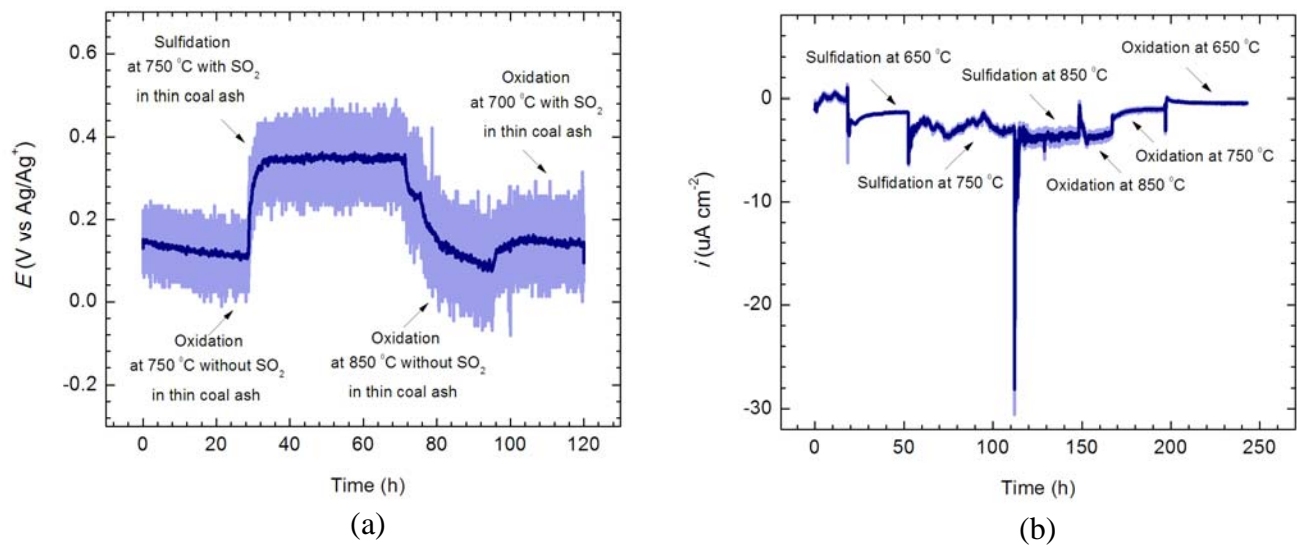 0.6
0.4
0.2
0.0
-0.2
E (V vs Ag/Ag⁺)
Sulfidation
at 750 °C with SO₂
in thin coal ash
Oxidation
at 700 °C with SO₂
in thin coal ash
Oxidation
at 750 °C without SO₂
in thin coal ash
Oxidation
at 850 °C without SO₂
in thin coal ash
0 20 40 60 80 100 120
Time (h)
(a)
0
-10
-20
-30
i (uA cm⁻²)
Sulfidation at 650 °C
Sulfidation at 850 °C
Oxidation at 650 °C
Sulfidation at 750 °C
Oxidation at 850 °C
Oxidation at 750 °C
0 50 100 150 200 250
Time (h)
(b)